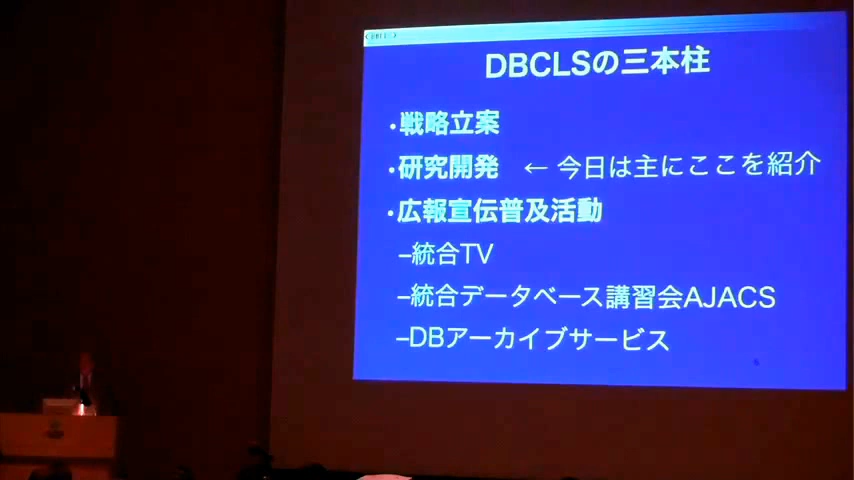 DBCLSの三本柱
•戦略立案
•研究開発 ← 今日は主にここを紹介
•広報宣伝普及活動
–統合TV
–統合データベース講習会AJACS
–DBアーカイブサービス